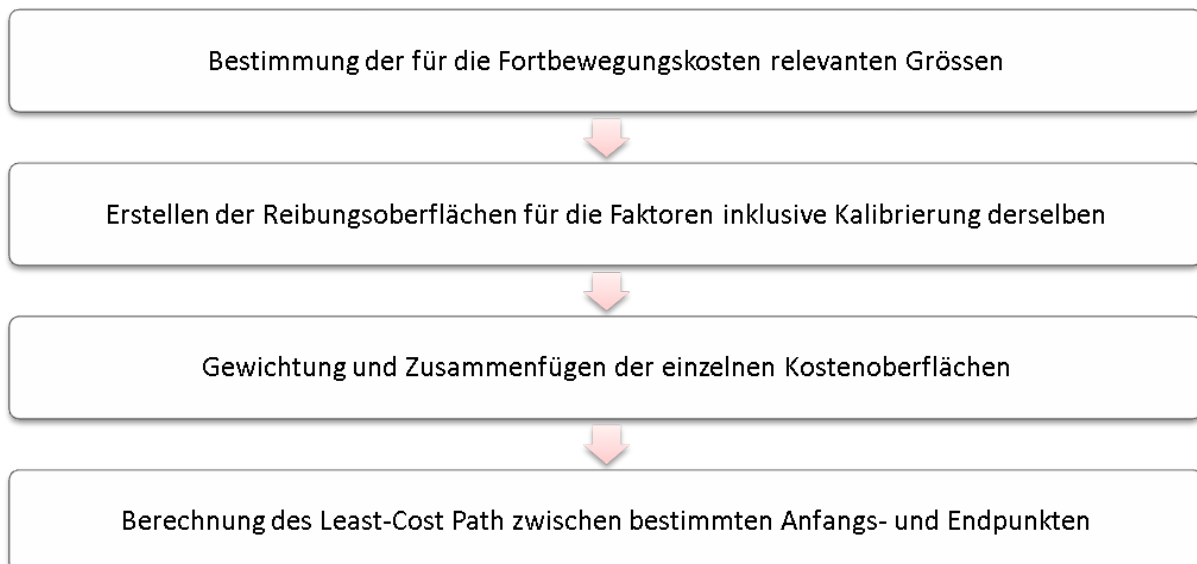 Bestimmung der für die Fortbewegungskosten relevanten Grössen
Erstellen der Reibungsoberflächen für die Faktoren inklusive Kalibrierung derselben
Gewichtung und Zusammenfügen der einzelnen Kostenoberflächen
Berechnung des Least-Cost Path zwischen bestimmten Anfangs- und Endpunkten